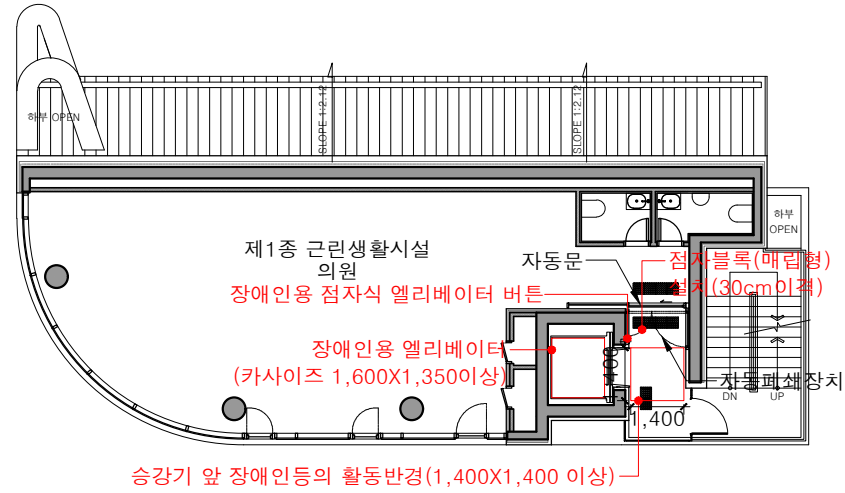 하부 OPEN
SLOPE 1:2.12
SLOPE 1:2.12
하부
OPEN
제1종 근린생활시설
의원
자동문
점자블록(매립형)
설치(30cm이격)
장애인용 점자식 엘리베이터 버튼
장애인용 엘리베이터
(카사이즈 1,600X1,350이상)
1,400
자동폐쇄장치
DN
UP
1,400
승강기 앞 장애인등의 활동반경(1,400X1,400 이상)